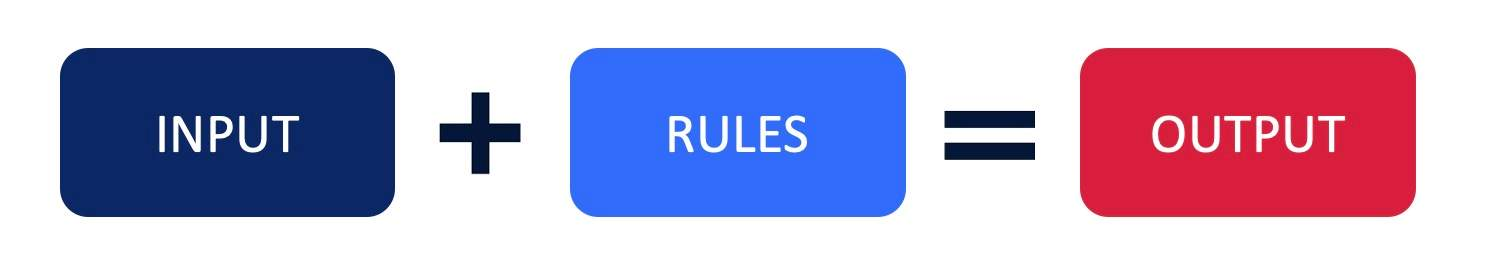 INPUT + RULES = OUTPUT